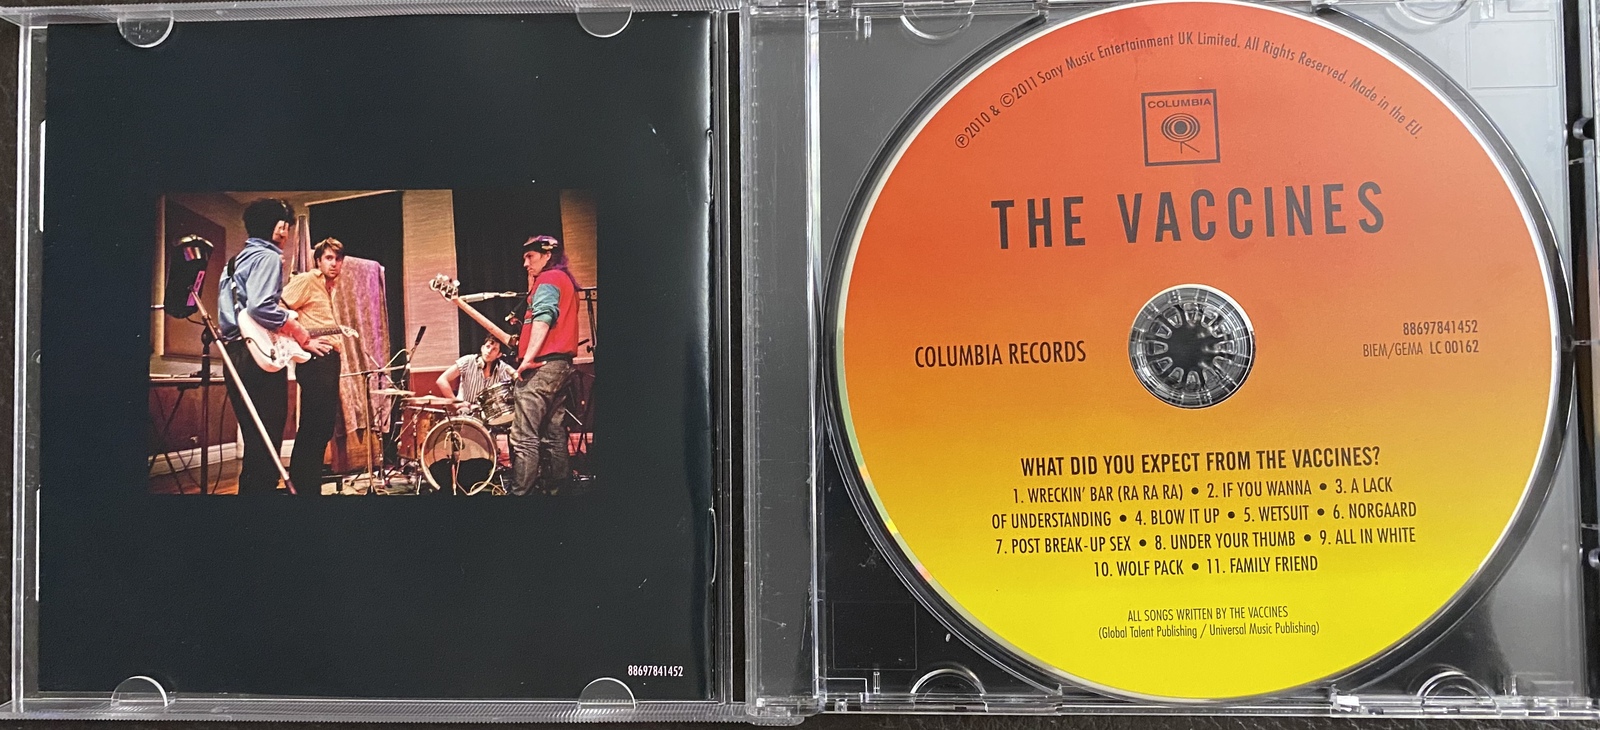 88697841452
℗2010 & ©2011 Sony Music Entertainment UK Limited. All Rights Reserved. Made in the EU.
COLUMBIA
THE VACCINES
COLUMBIA RECORDS
88697841452
BIEM/GEMA LC 00162
WHAT DID YOU EXPECT FROM THE VACCINES?
1. WRECKIN' BAR (RA RA RA) • 2. IF YOU WANNA • 3. A LACK
OF UNDERSTANDING • 4. BLOW IT UP • 5. WETSUIT • 6. NORGAARD
7. POST BREAK-UP SEX • 8. UNDER YOUR THUMB • 9. ALL IN WHITE
10. WOLF PACK • 11. FAMILY FRIEND
ALL SONGS WRITTEN BY THE VACCINES
(Global Talent Publishing / Universal Music Publishing)